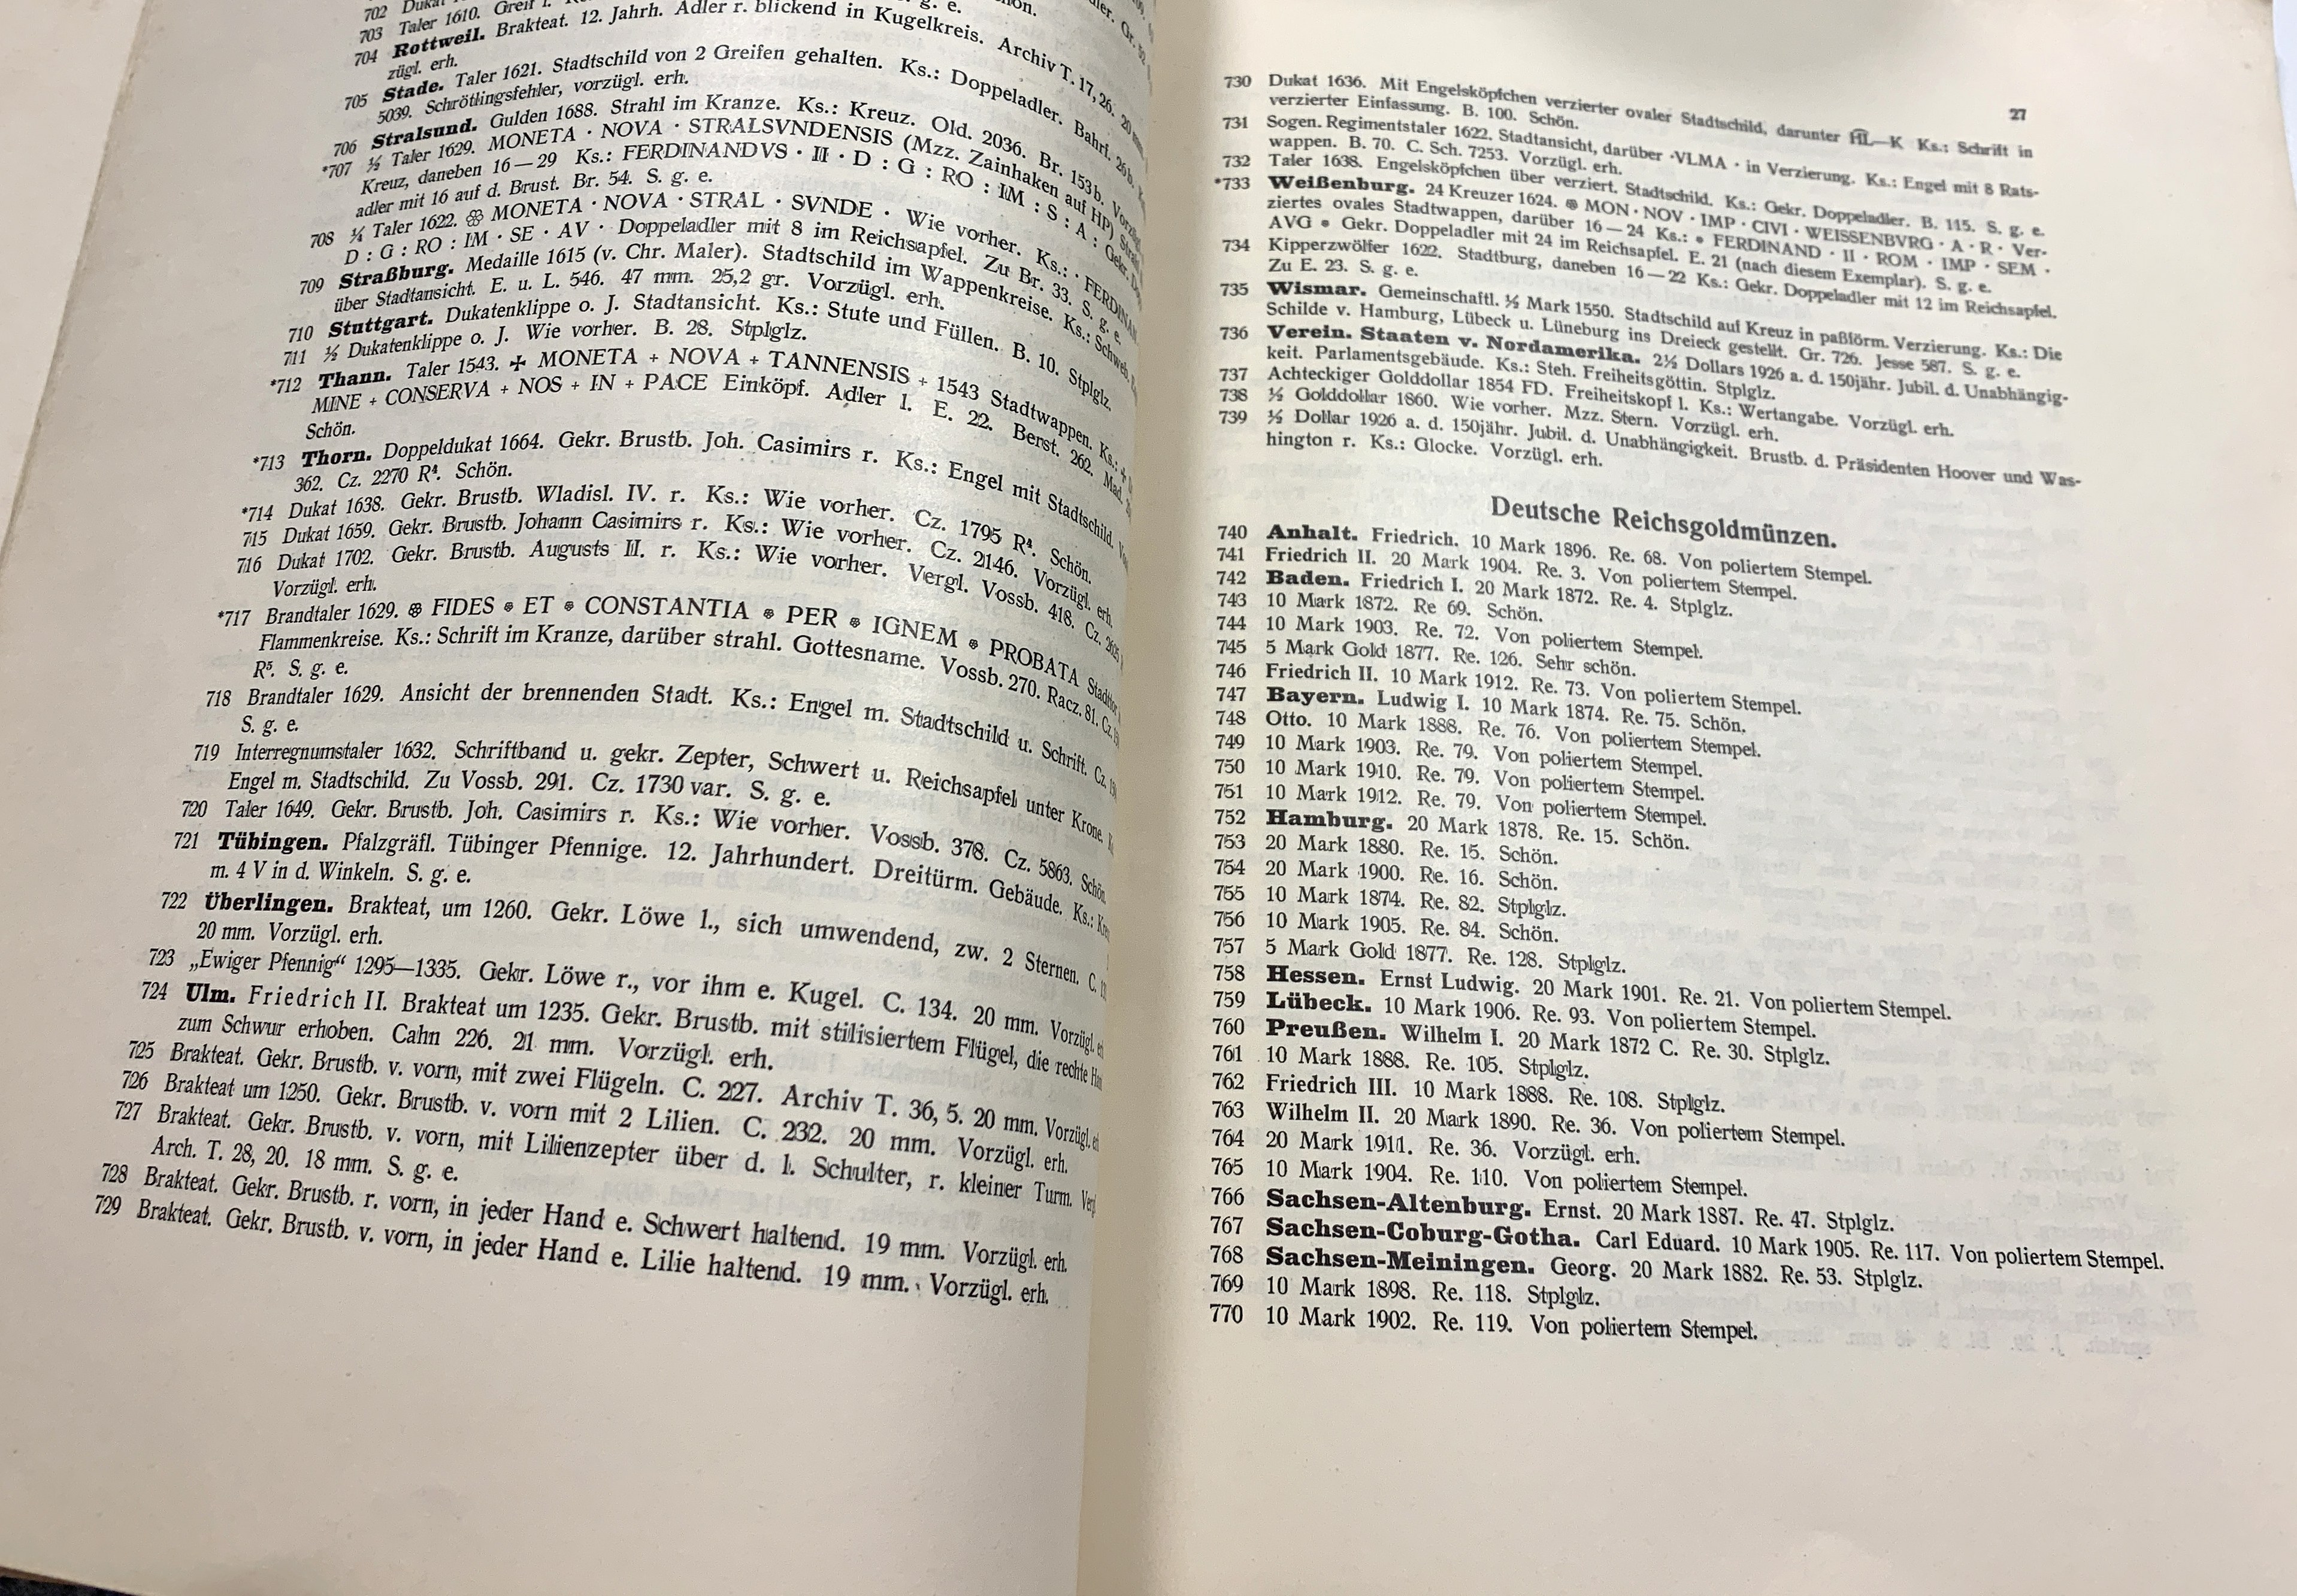 702 Dukat
703 Taler 1610. Greif l.
704 Rottweil. Brakteat. 12. Jahrh. Adler r. blickend in Kugelkreis. Archiv T. 17, 26. 20 mm
zügl. erh.
705 Stade. Taler 1621. Stadtschild von 2 Greifen gehalten. Ks.: Doppeladler. Bahrf. 26 b.
5039. Schrötlingsfehler, vorzügl. erh.
706 Stralsund. Gulden 1688. Strahl im Kranze. Ks.: Kreuz. Old. 2036. Br. 153 b.
*707 ½ Taler 1629. MONETA · NOVA · STRALSVNDENSIS (Mzz. Zainhaken auf HP) Strahl
Kreuz, daneben 16—29 Ks.: FERDINANDVS · II · D : G : RO : IM : S : A : Gekr.
adler mit 16 auf d. Brust. Br. 54. S. g. e.
708 ¼ Taler 1622. ❀ MONETA · NOVA · STRAL · SVNDE · Wie vorher. Ks.: · FERDINAN
D : G : RO : IM · SE · AV · Doppeladler mit 8 im Reichsapfel. Zu Br. 33. S. g. e.
709 Straßburg. Medaille 1615 (v. Chr. Maler). Stadtschild im Wappenkreise. Ks.: Schweb.
über Stadtansicht. E. u. L. 546. 47 mm. 25,2 gr. Vorzügl. erh.
710 Stuttgart. Dukatenklippe o. J. Stadtansicht. Ks.: Stute und Füllen. B. 10. Stplglz.
711 ½ Dukatenklippe o. J. Wie vorher. B. 28. Stplglz.
*712 Thann. Taler 1543. ✢ MONETA + NOVA + TANNENSIS + 1543 Stadtwappen. Ks.:
MINE + CONSERVA + NOS + IN + PACE Einköpf. Adler l. E. 22. Berst. 262. Mad.
Schön.
*713 Thorn. Doppeldukat 1664. Gekr. Brustb. Joh. Casimirs r. Ks.: Engel mit Stadtschild.
362. Cz. 2270 R⁴. Schön.
*714 Dukat 1638. Gekr. Brustb. Wladisl. IV. r. Ks.: Wie vorher. Cz. 1795 R⁴. Schön.
715 Dukat 1659. Gekr. Brustb. Johann Casimirs r. Ks.: Wie vorher. Cz. 2146. Vorzügl. erh.
716 Dukat 1702. Gekr. Brustb. Augusts II. r. Ks.: Wie vorher. Vergl. Vossb. 418. Cz.
Vorzügl. erh.
*717 Brandtaler 1629. ❀ FIDES ❀ ET ❀ CONSTANTIA ❀ PER ❀ IGNEM ❀ PROBATA
Flammenkreise. Ks.: Schrift im Kranze, darüber strahl. Gottesname. Vossb. 270. Racz. 81. Cz.
R⁵. S. g. e.
718 Brandtaler 1629. Ansicht der brennenden Stadt. Ks.: Engel m. Stadtschild u. Schrift. Cz.
S. g. e.
719 Interregnumstaler 1632. Schriftband u. gekr. Zepter, Schwert u. Reichsapfel unter Krone.
Engel m. Stadtschild. Zu Vossb. 291. Cz. 1730 var. S. g. e.
720 Taler 1649. Gekr. Brustb. Joh. Casimirs r. Ks.: Wie vorher. Vossb. 378. Cz. 5863. Schön.
721 Tübingen. Pfalzgräfl. Tübinger Pfennige. 12. Jahrhundert. Dreitürm. Gebäude. Ks.:
m. 4 V in d. Winkeln. S. g. e.
722 Überlingen. Brakteat, um 1260. Gekr. Löwe l., sich umwendend, zw. 2 Sternen. C.
20 mm. Vorzügl. erh.
723 „Ewiger Pfennig“ 1295—1335. Gekr. Löwe r., vor ihm e. Kugel. C. 134. 20 mm. Vorzügl.
724 Ulm. Friedrich II. Brakteat um 1235. Gekr. Brustb. mit stilisiertem Flügel, die rechte
zum Schwur erhoben. Cahn 226. 21 mm. Vorzügl. erh.
725 Brakteat. Gekr. Brustb. v. vorn, mit zwei Flügeln. C. 227. Archiv T. 36, 5. 20 mm. Vorzügl.
726 Brakteat um 1250. Gekr. Brustb. v. vorn mit 2 Lilien. C. 232. 20 mm. Vorzügl. erh.
727 Brakteat. Gekr. Brustb. v. vorn, mit Lilienzepter über d. l. Schulter, r. kleiner Turm.
Arch. T. 28, 20. 18 mm. S. g. e.
728 Brakteat. Gekr. Brustb. r. vorn, in jeder Hand e. Schwert haltend. 19 mm. Vorzügl. erh.
729 Brakteat. Gekr. Brustb. v. vorn, in jeder Hand e. Lilie haltend. 19 mm. Vorzügl. erh.
27
730 Dukat 1636. Mit Engelsköpfchen verzierter ovaler Stadtschild, darunter HL—K Ks.: Schrift in
verzierter Einfassung. B. 100. Schön.
731 Sogen. Regimentstaler 1622. Stadtansicht, darüber ·VLMA · in Verzierung. Ks.: Engel mit 8 Rats-
wappen. B. 70. C. Sch. 7253. Vorzügl. erh.
732 Taler 1638. Engelsköpfchen über verziert. Stadtschild. Ks.: Gekr. Doppeladler. B. 115. S. g. e.
*733 Weißenburg. 24 Kreuzer 1624. ❀ MON · NOV · IMP · CIVI · WEISSENBVRG · A · R · Ver-
ziertes ovales Stadtwappen, darüber 16—24 Ks.: ❀ FERDINAND · II · ROM · IMP · SEM ·
AVG ❀ Gekr. Doppeladler mit 24 im Reichsapfel. E. 21 (nach diesem Exemplar). S. g. e.
734 Kipperzwölfer 1622. Stadtburg, daneben 16—22 Ks.: Gekr. Doppeladler mit 12 im Reichsapfel.
Zu E. 23. S. g. e.
735 Wismar. Gemeinschaftl. ½ Mark 1550. Stadtschild auf Kreuz in paßförm. Verzierung. Ks.: Die
Schilde v. Hamburg, Lübeck u. Lüneburg ins Dreieck gestellt. Gr. 726. Jesse 587. S. g. e.
736 Verein. Staaten v. Nordamerika. 2½ Dollars 1926 a. d. 150jähr. Jubil. d. Unabhängig-
keit. Parlamentsgebäude. Ks.: Steh. Freiheitsgöttin. Stplglz.
737 Achteckiger Golddollar 1854 FD. Freiheitskopf l. Ks.: Wertangabe. Vorzügl. erh.
738 ½ Golddollar 1860. Wie vorher. Mzz. Stern. Vorzügl. erh.
739 ½ Dollar 1926 a. d. 150jähr. Jubil. d. Unabhängigkeit. Brustb. d. Präsidenten Hoover und Was-
hington r. Ks.: Glocke. Vorzügl. erh.
Deutsche Reichsgoldmünzen.
740 Anhalt. Friedrich. 10 Mark 1896. Re. 68. Von poliertem Stempel.
741 Friedrich II. 20 Mark 1904. Re. 3. Von poliertem Stempel.
742 Baden. Friedrich I. 20 Mark 1872. Re. 4. Stplglz.
743 10 Mark 1872. Re 69. Schön.
744 10 Mark 1903. Re. 72. Von poliertem Stempel.
745 5 Mark Gold 1877. Re. 126. Sehr schön.
746 Friedrich II. 10 Mark 1912. Re. 73. Von poliertem Stempel.
747 Bayern. Ludwig I. 10 Mark 1874. Re. 75. Schön.
748 Otto. 10 Mark 1888. Re. 76. Von poliertem Stempel.
749 10 Mark 1903. Re. 79. Von poliertem Stempel.
750 10 Mark 1910. Re. 79. Von poliertem Stempel.
751 10 Mark 1912. Re. 79. Von poliertem Stempel.
752 Hamburg. 20 Mark 1878. Re. 15. Schön.
753 20 Mark 1880. Re. 15. Schön.
754 20 Mark 1900. Re. 16. Schön.
755 10 Mark 1874. Re. 82. Stplglz.
756 10 Mark 1905. Re. 84. Schön.
757 5 Mark Gold 1877. Re. 128. Stplglz.
758 Hessen. Ernst Ludwig. 20 Mark 1901. Re. 21. Von poliertem Stempel.
759 Lübeck. 10 Mark 1906. Re. 93. Von poliertem Stempel.
760 Preußen. Wilhelm I. 20 Mark 1872 C. Re. 30. Stplglz.
761 10 Mark 1888. Re. 105. Stplglz.
762 Friedrich III. 10 Mark 1888. Re. 108. Stplglz.
763 Wilhelm II. 20 Mark 1890. Re. 36. Von poliertem Stempel.
764 20 Mark 1911. Re. 36. Vorzügl. erh.
765 10 Mark 1904. Re. 110. Von poliertem Stempel.
766 Sachsen-Altenburg. Ernst. 20 Mark 1887. Re. 47. Stplglz.
767 Sachsen-Coburg-Gotha. Carl Eduard. 10 Mark 1905. Re. 117. Von poliertem Stempel.
768 Sachsen-Meiningen. Georg. 20 Mark 1882. Re. 53. Stplglz.
769 10 Mark 1898. Re. 118. Stplglz.
770 10 Mark 1902. Re. 119. Von poliertem Stempel.